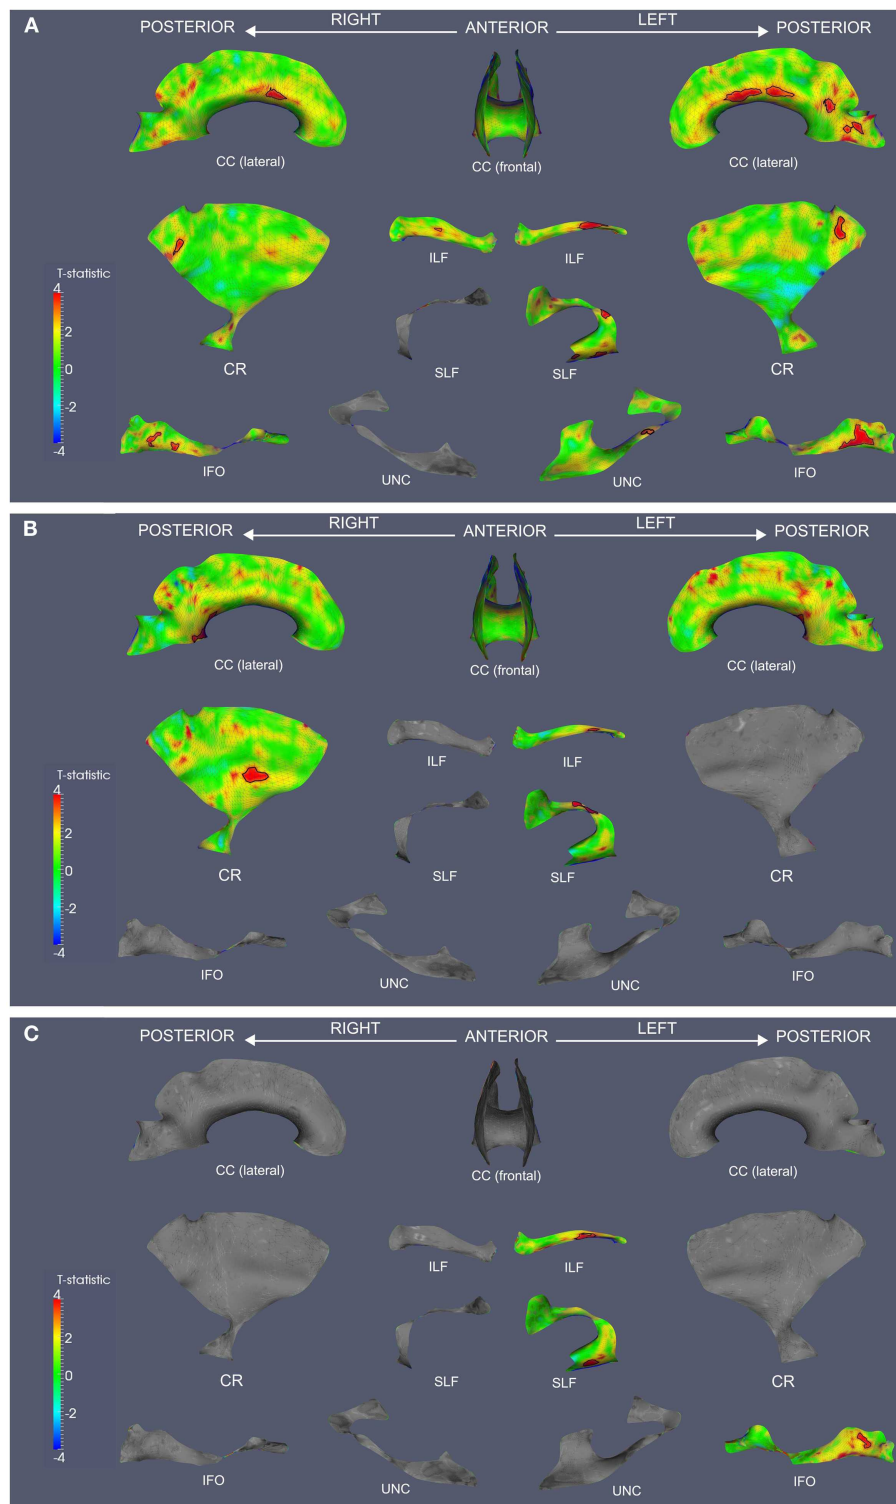 A
RIGHT LEFT
POSTERIOR ANTERIOR POSTERIOR
CC (lateral) CC (frontal) CC (lateral)
ILF ILF
T-statistic
4
2
0
-2
-4
CR SLF SLF CR
IFO UNC UNC IFO
B
RIGHT LEFT
POSTERIOR ANTERIOR POSTERIOR
CC (lateral) CC (frontal) CC (lateral)
ILF ILF
T-statistic
4
2
0
-2
-4
CR SLF SLF CR
IFO UNC UNC IFO
C
RIGHT LEFT
POSTERIOR ANTERIOR POSTERIOR
CC (lateral) CC (frontal) CC (lateral)
ILF ILF
T-statistic
4
2
0
-2
-4
CR SLF SLF CR
IFO UNC UNC IFO